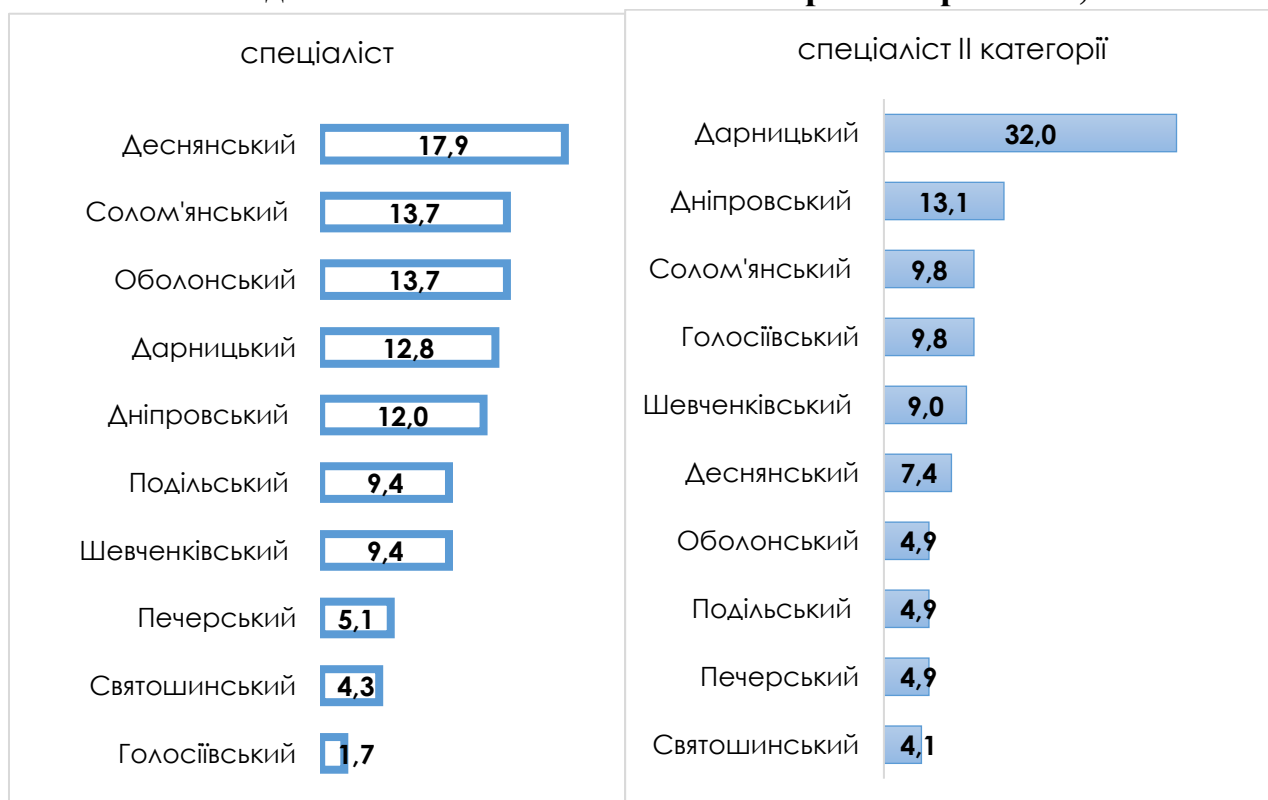 спеціаліст
Деснянський 17,9
Солом'янський 13,7
Оболонський 13,7
Дарницький 12,8
Дніпровський 12,0
Подільський 9,4
Шевченківський 9,4
Печерський 5,1
Святошинський 4,3
Голосіївський 1,7
спеціаліст ІІ категорії
Дарницький 32,0
Дніпровський 13,1
Солом'янський 9,8
Голосіївський 9,8
Шевченківський 9,0
Деснянський 7,4
Оболонський 4,9
Подільський 4,9
Печерський 4,9
Святошинський 4,1